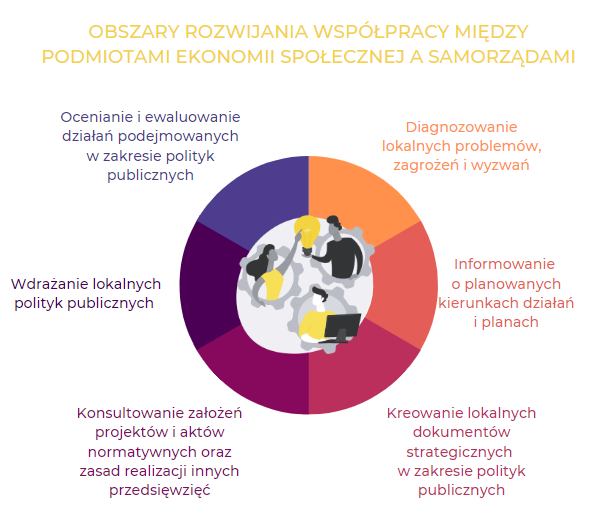 OBSZARY ROZWIJANIA WSPÓŁPRACY MIĘDZY
PODMIOTAMI EKONOMII SPOŁECZNEJ A SAMORZĄDAMI
Ocenianie i ewaluowanie
działań podejmowanych
w zakresie polityk
publicznych
Diagnozowanie
lokalnych problemów,
zagrożeń i wyzwań
Wdrażanie lokalnych
polityk publicznych
Informowanie
o planowanych
kierunkach działań
i planach
Konsultowanie założeń
projektów i aktów
normatywnych oraz
zasad realizacji innych
przedsięwzięć
Kreowanie lokalnych
dokumentów
strategicznych
w zakresie polityk
publicznych